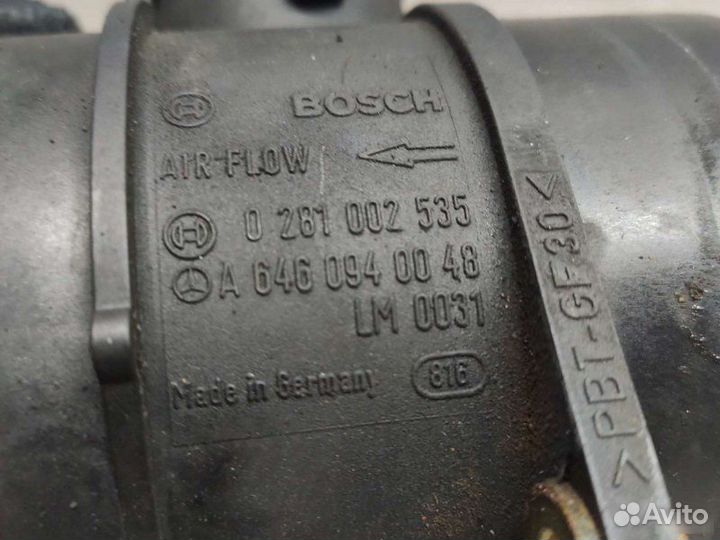 BOSCH
AIR FLOW
0 281 002 535
A 646 094 00 48
LM 0031
Made in Germany 816
>PBT-GF30<
Avito